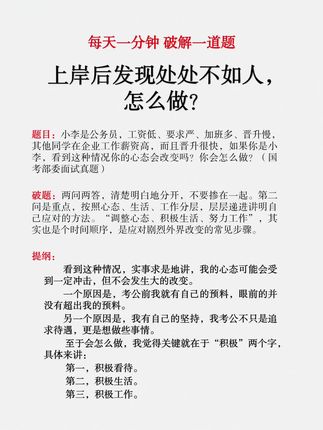 每天一分钟 破解一道题
上岸后发现处处不如人，
怎么做？
题目：小李是公务员，工资低、要求严、加班多、晋升慢，
其他同学在企业工作薪资高，而且晋升很快，如果你是小
李，看到这种情况你的心态会改变吗？你会怎么做？（国
考部委面试真题）
破题：两问两答，清楚明白地分开，不要掺在一起。第二
问是重点，按照心态、生活、工作分层，层层递进讲明自
己应对的方法。“调整心态、积极生活、努力工作”，其
实也是个时间顺序，是应对剧烈外界改变的常见步骤。
提纲：
看到这种情况，实事求是地讲，我的心态可能会受
到一定冲击，但不会发生大的改变。
一个原因是，考公前我就有自己的预料，眼前的并
没有超出我的预料。
另一个原因是，我有自己的坚持，我考公不只是追
求待遇，更是想做些事情。
至于会怎么做，我觉得关键就在于“积极”两个字，
具体来讲：
第一，积极看待。
第二，积极生活。
第三，积极工作。